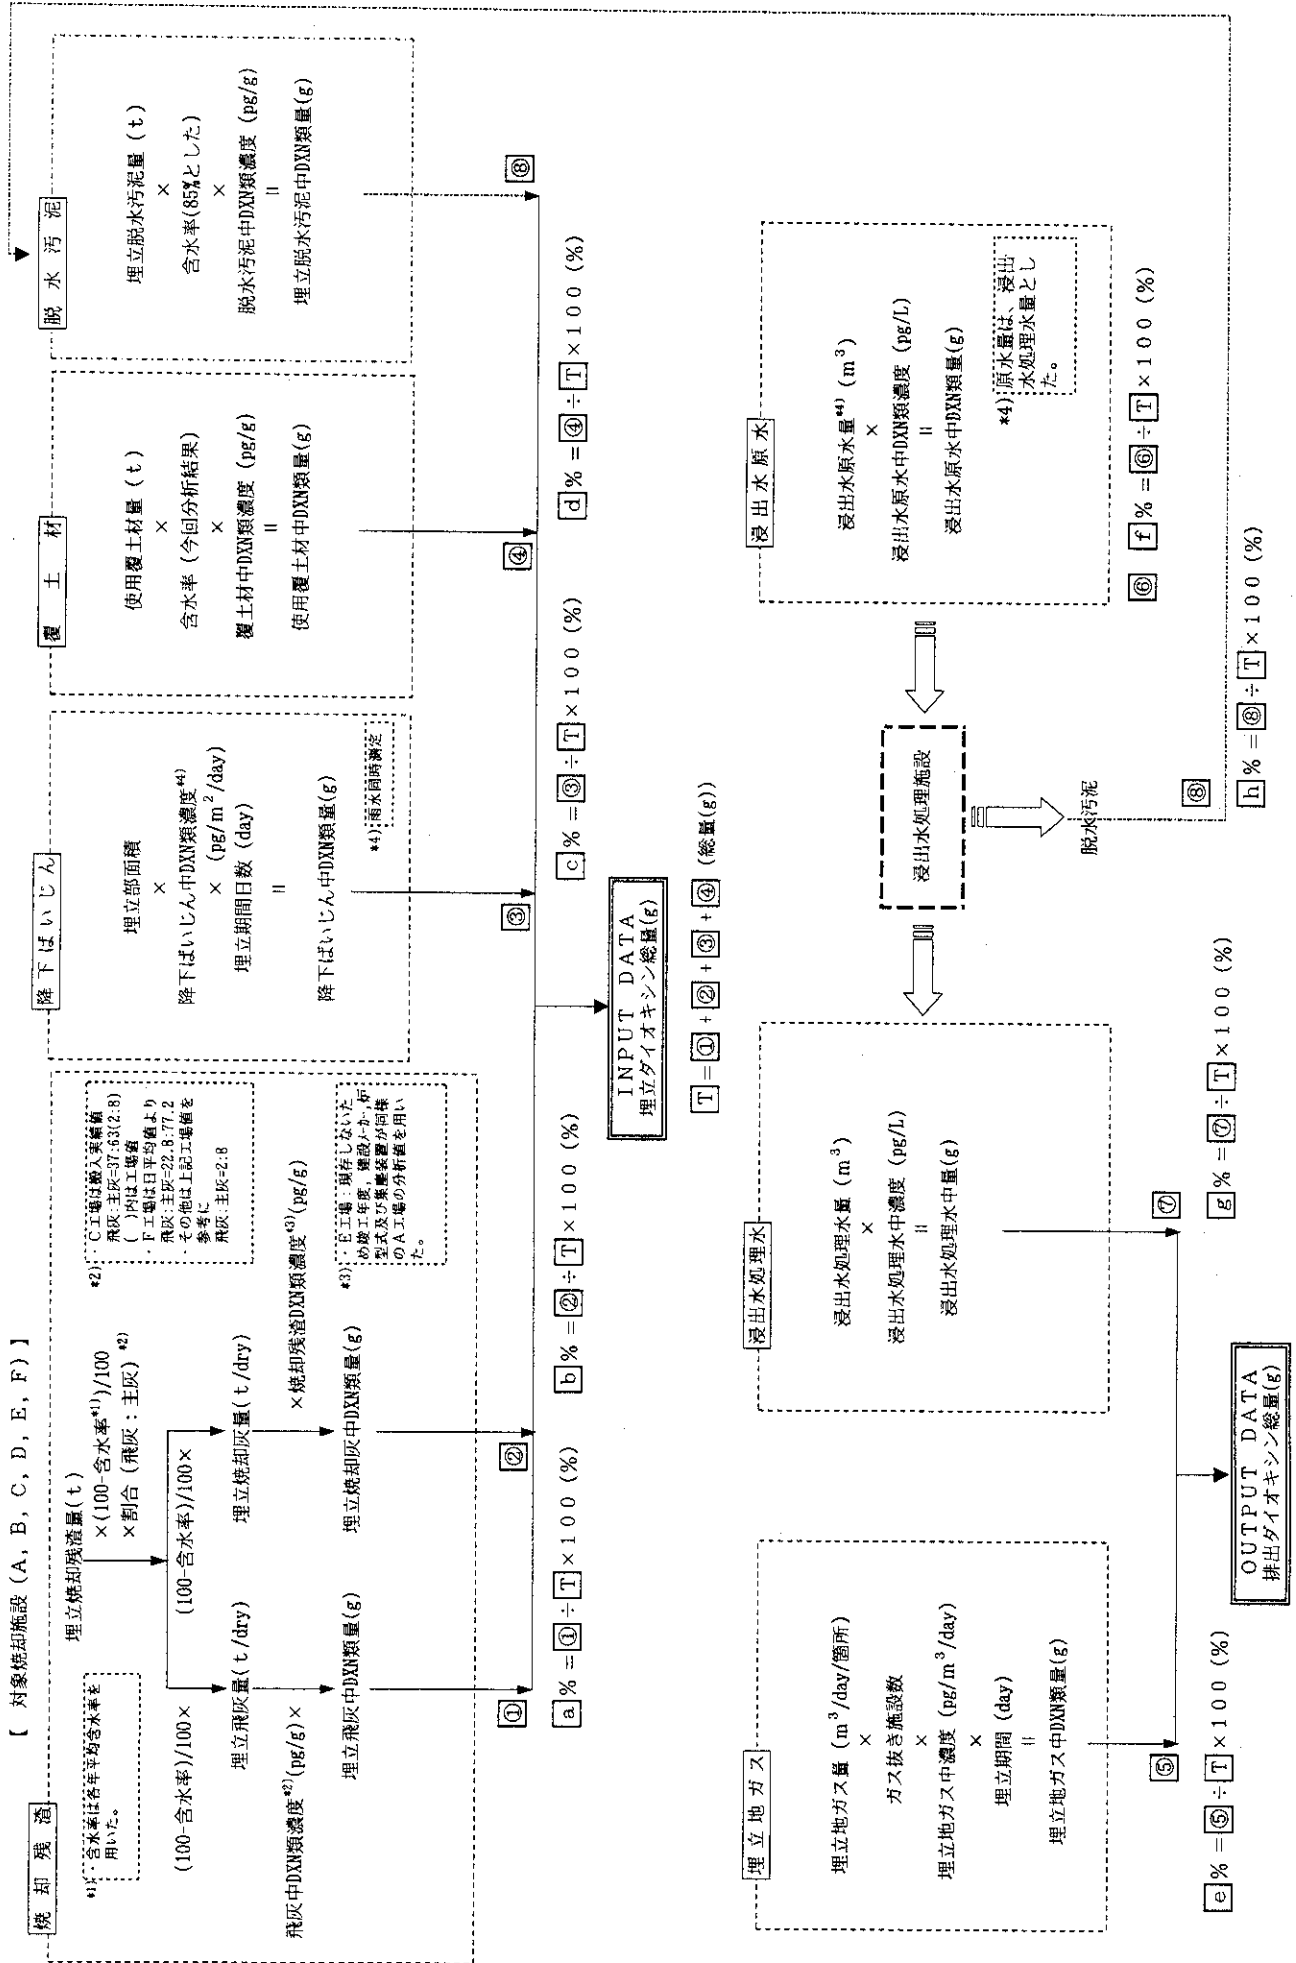 [ 対象焼却施設 (A, B, C, D, E, F) ]
焼却残渣
*1)・含水率は各年平均含水率を
用いた。
埋立焼却残渣量(t)
×(100-含水率*1))/100
×割合 (飛灰：主灰) *2)
*2)・C工場は搬入実績値
飛灰:主灰=37:63(2:8)
( )内は工場値
・F工場は日平均値より
飛灰:主灰=22.8:77.2
・その他は上記工場値を
参考に
飛灰:主灰=2:8
(100-含水率)/100×
(100-含水率)/100×
埋立飛灰量(t/dry)
埋立焼却灰量(t/dry)
飛灰中DXN類濃度*2)(pg/g)×
×焼却残渣DXN類濃度*3)(pg/g)
埋立飛灰中DXN類量(g)
埋立焼却灰中DXN類量(g)
*3)・E工場：現存しないた
め竣工年度, 建設メーカー, 炉
型式及び集塵装置が同様
のA工場の分析値を用い
た。
①
②
a%=①÷T×100 (%)
b%=②÷T×100 (%)
降下ばいじん
埋立部面積
×
降下ばいじん中DXN類濃度*4)
× (pg/m²/day)
埋立期間日数 (day)
=
降下ばいじん中DXN類量(g)
*4):雨水同時測定
③
c%=③÷T×100 (%)
覆土材
使用覆土材量 (t)
×
含水率 (今回分析結果)
×
覆土材中DXN類濃度 (pg/g)
=
使用覆土材中DXN類量(g)
④
d%=④÷T×100 (%)
脱水汚泥
埋立脱水汚泥量 (t)
×
含水率(85%とした)
×
脱水汚泥中DXN類濃度 (pg/g)
=
埋立脱水汚泥中DXN類量(g)
⑧
INPUT DATA
埋立ダイオキシン総量(g)
T=①+②+③+④ (総量(g))
埋立地ガス
埋立地ガス量 (m³/day/箇所)
×
ガス抜き施設数
×
埋立地ガス中濃度 (pg/m³/day)
×
埋立期間 (day)
=
埋立地ガス中DXN類量(g)
⑤
e%=⑤÷T×100 (%)
浸出水処理水
浸出水処理水量 (m³)
×
浸出水処理水中濃度 (pg/L)
=
浸出水処理水中量(g)
⑦
g%=⑦÷T×100 (%)
OUTPUT DATA
排出ダイオキシン総量(g)
浸出水処理施設
脱水汚泥
⑧
h%=⑧÷T×100 (%)
浸出水原水
浸出水原水量*4) (m³)
×
浸出水原水中DXN類濃度 (pg/L)
=
浸出水原水中DXN類量(g)
*4):原水量は、浸出
水処理水量とし
た。
⑥ f%=⑥÷T×100 (%)